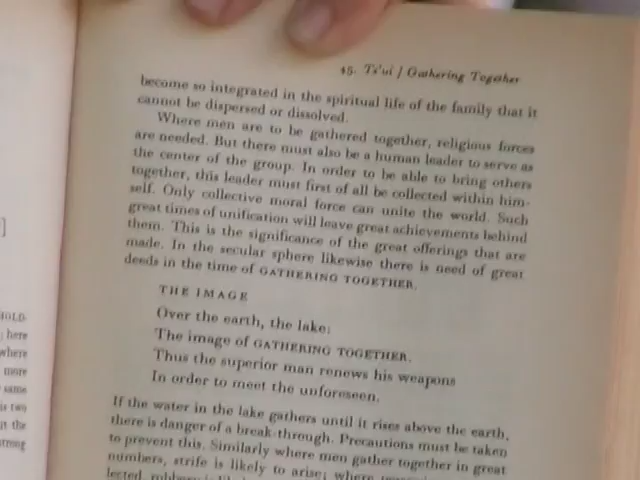 45. Ts'ui / Gathering Together
become so integrated in the spiritual life of the family that it
cannot be dispersed or dissolved.
Where men are to be gathered together, religious forces
are needed. But there must also be a human leader to serve as
the center of the group. In order to be able to bring others
together, this leader must first of all be collected within him-
self. Only collective moral force can unite the world. Such
great times of unification will leave great achievements behind
them. This is the significance of the great offerings that are
made. In the secular sphere likewise there is need of great
deeds in the time of GATHERING TOGETHER.
THE IMAGE
Over the earth, the lake:
The image of GATHERING TOGETHER.
Thus the superior man renews his weapons
In order to meet the unforeseen.
If the water in the lake gathers until it rises above the earth,
there is danger of a break-through. Precautions must be taken
to prevent this. Similarly where men gather together in great
numbers, strife is likely to arise; where
]
HOLD-
here
where
more
same
is two
the
strong